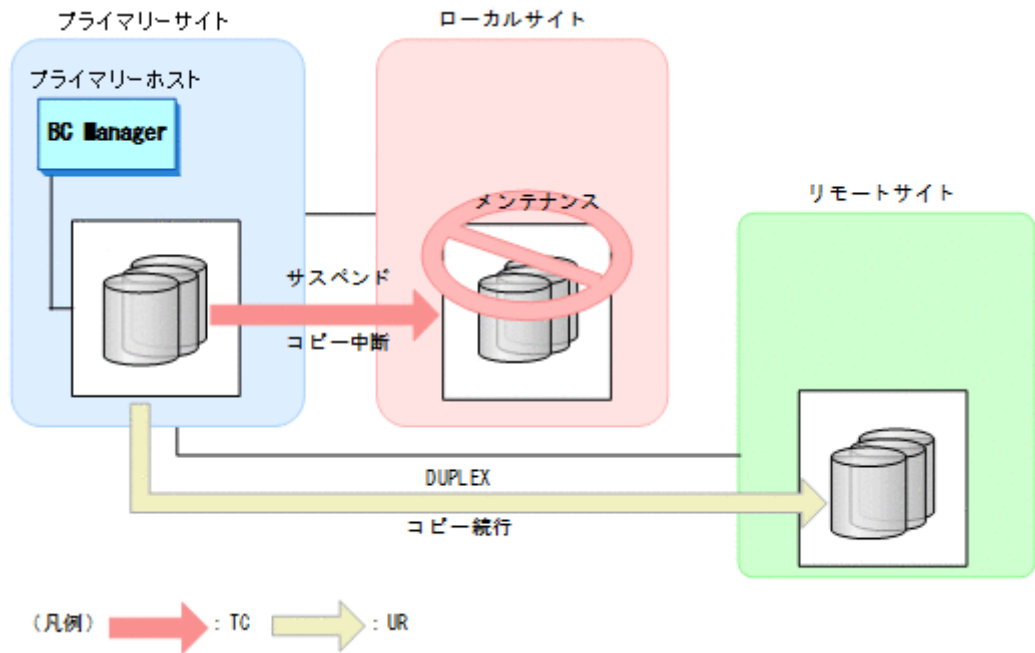 プライマリーサイト
ローカルサイト
プライマリーホスト
BC Manager
メンテナンス
リモートサイト
サスペンド
コピー中断
DUPLEX
コピー続行
(凡例) : TC : UR